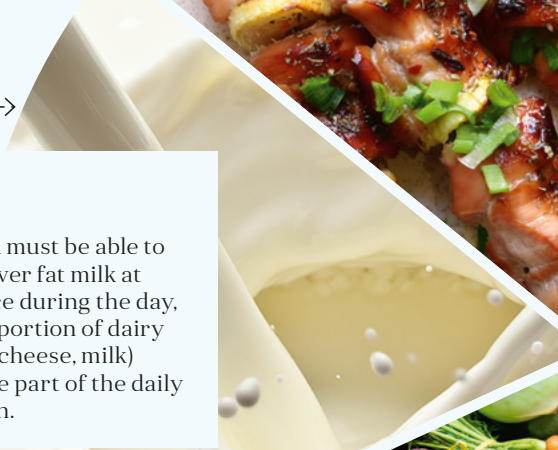 must be able to
fat milk at
during the day,
portion of dairy
cheese, milk)
part of the daily